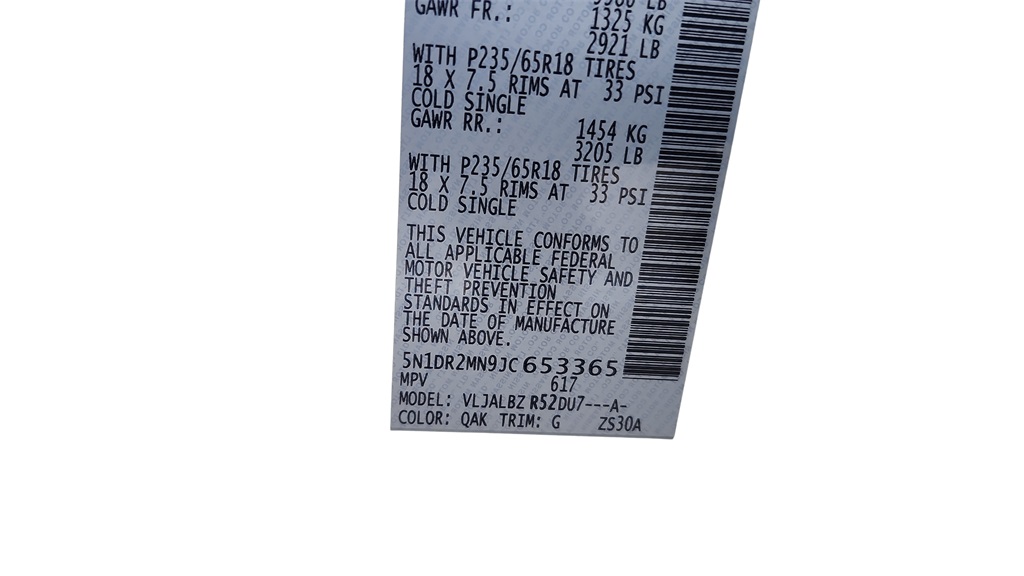 GAWR FR.:
1325 KG
2921 LB
WITH P235/65R18 TIRES
18 X 7.5 RIMS AT 33 PSI
COLD SINGLE
GAWR RR.: 1454 KG
3205 LB
WITH P235/65R18 TIRES
18 X 7.5 RIMS AT 33 PSI
COLD SINGLE
THIS VEHICLE CONFORMS TO
ALL APPLICABLE FEDERAL
MOTOR VEHICLE SAFETY AND
THEFT PREVENTION
STANDARDS IN EFFECT ON
THE DATE OF MANUFACTURE
SHOWN ABOVE.
5N1DR2MN9JC653365
MPV 617
MODEL: VLJALBZ R52DU7---A-
COLOR: QAK TRIM: G ZS30A